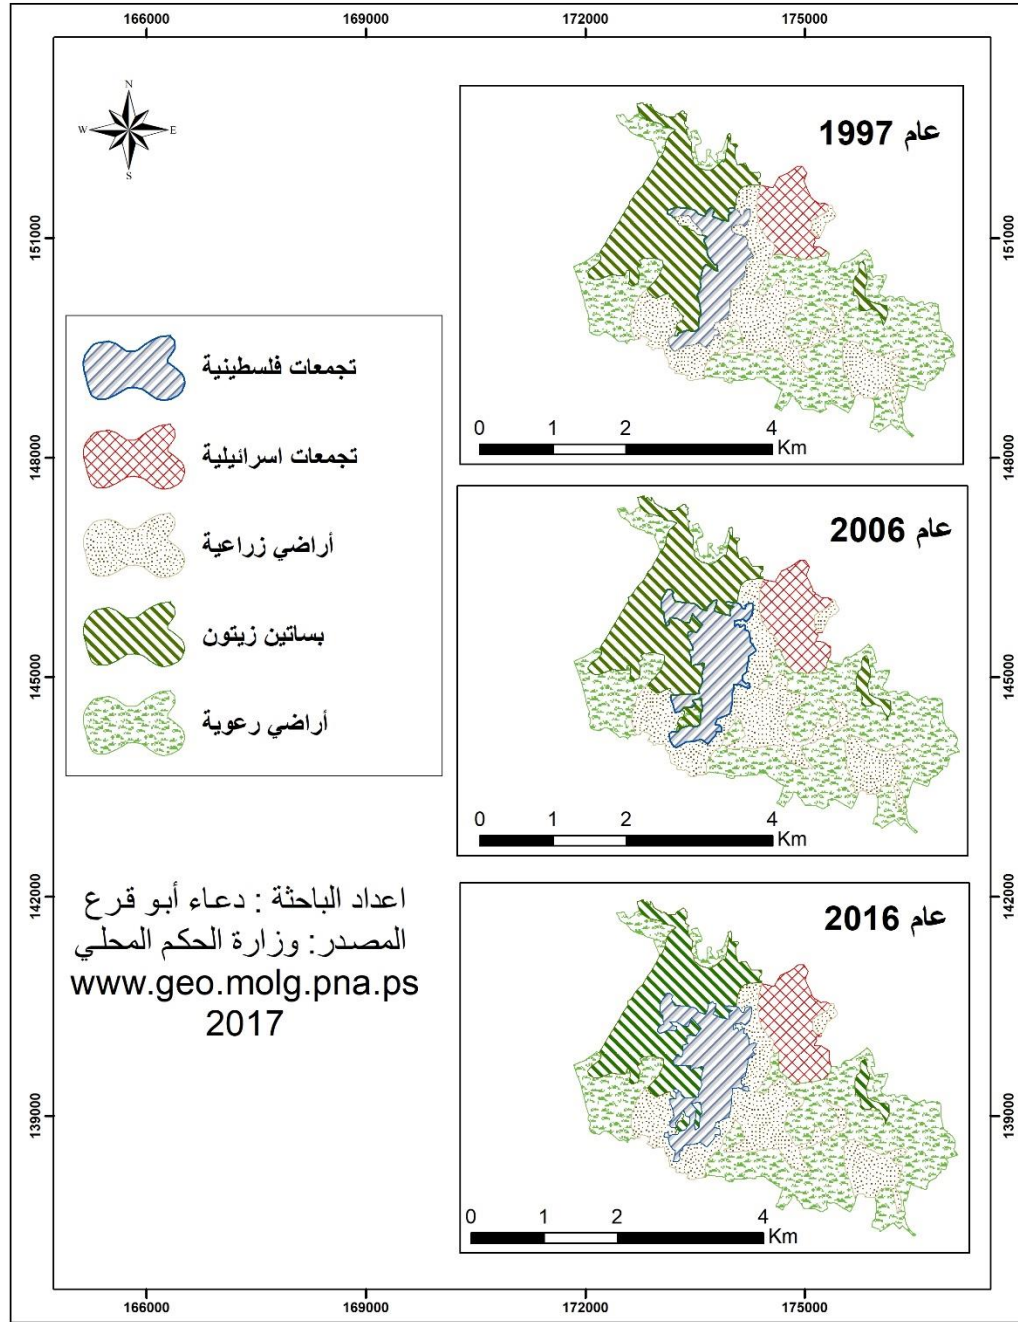 166000
169000
172000
175000
N
W
E
S
151000
148000
145000
142000
139000
151000
148000
145000
142000
139000
عام 1997
0 1 2 4
Km
عام 2006
0 1 2 4
Km
عام 2016
0 1 2 4
Km
تجمعات فلسطينية
تجمعات اسرائيلية
أراضي زراعية
بساتين زيتون
أراضي رعوية
اعداد الباحثة : دعاء أبو قرع
المصدر: وزارة الحكم المحلي
www.geo.molg.pna.ps
2017
166000
169000
172000
175000